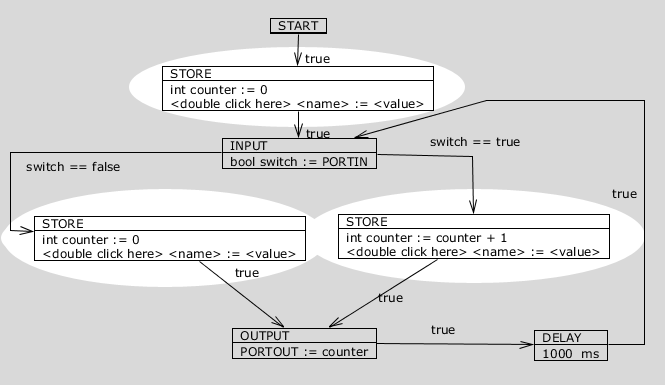 START
true
STORE
int counter := 0
<double click here> <name> := <value>
true
INPUT
bool switch := PORTIN
switch == false
switch == true
true
STORE
int counter := 0
<double click here> <name> := <value>
STORE
int counter := counter + 1
<double click here> <name> := <value>
true
true
OUTPUT
PORTOUT := counter
true
DELAY
1000 ms